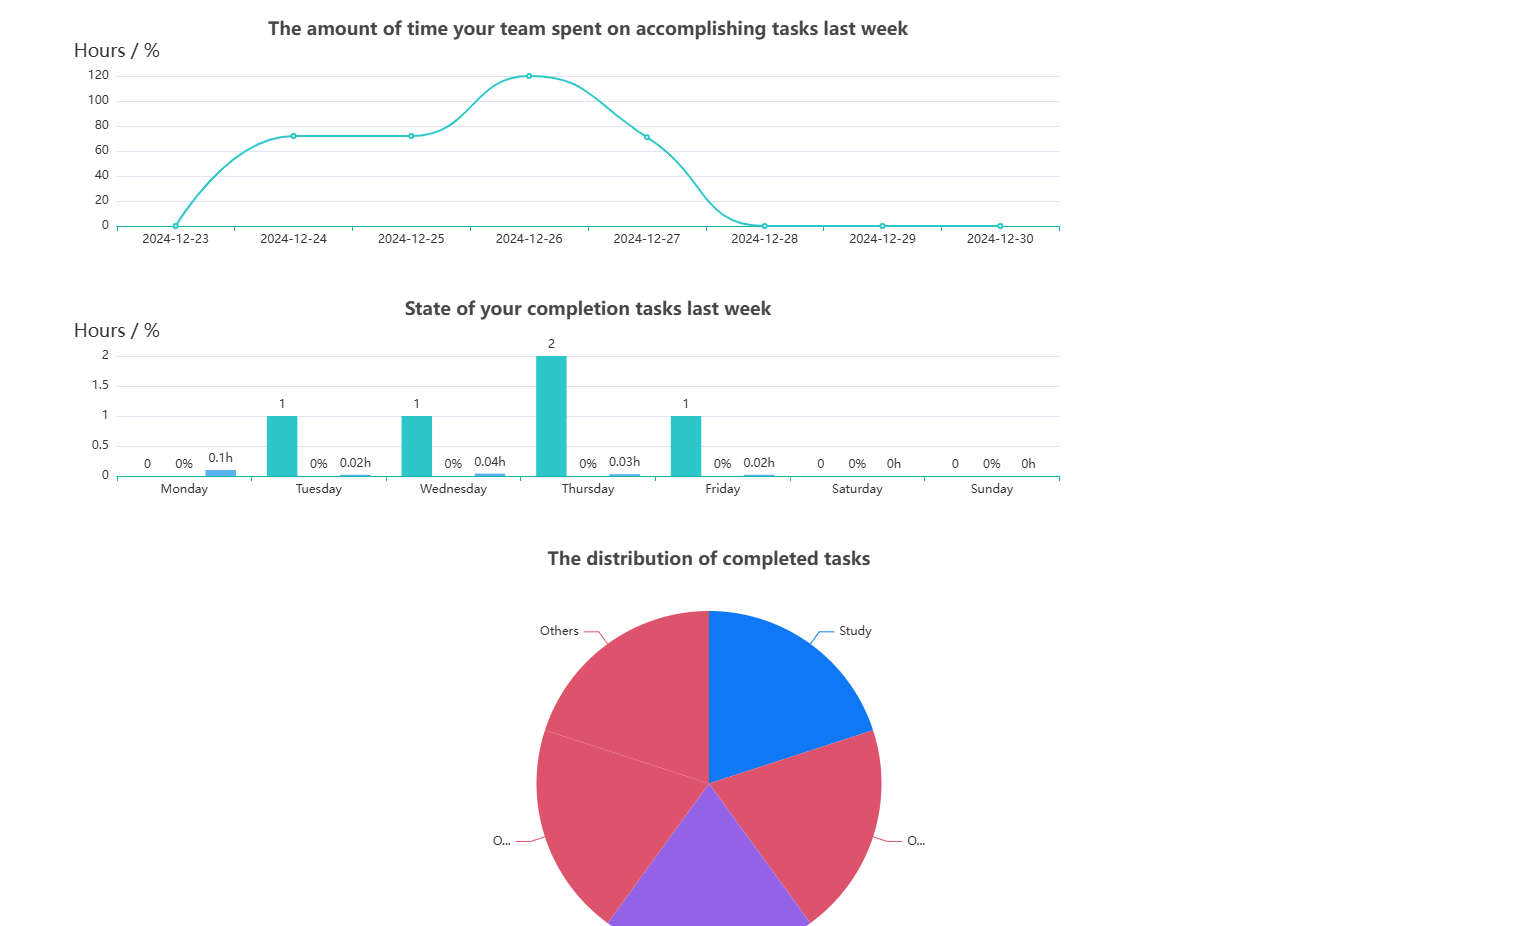 The amount of time your team spent on accomplishing tasks last week
Hours / %
120
100
80
60
40
20
0
2024-12-23 2024-12-24 2024-12-25 2024-12-26 2024-12-27 2024-12-28 2024-12-29 2024-12-30
State of your completion tasks last week
Hours / %
2
2
1.5
1 1 1 1
0.5
0 0% 0.1h 0% 0.02h 0% 0.04h 0% 0.03h 0% 0.02h 0 0% 0h 0 0% 0h
0
Monday Tuesday Wednesday Thursday Friday Saturday Sunday
The distribution of completed tasks
Others Study
O... O...